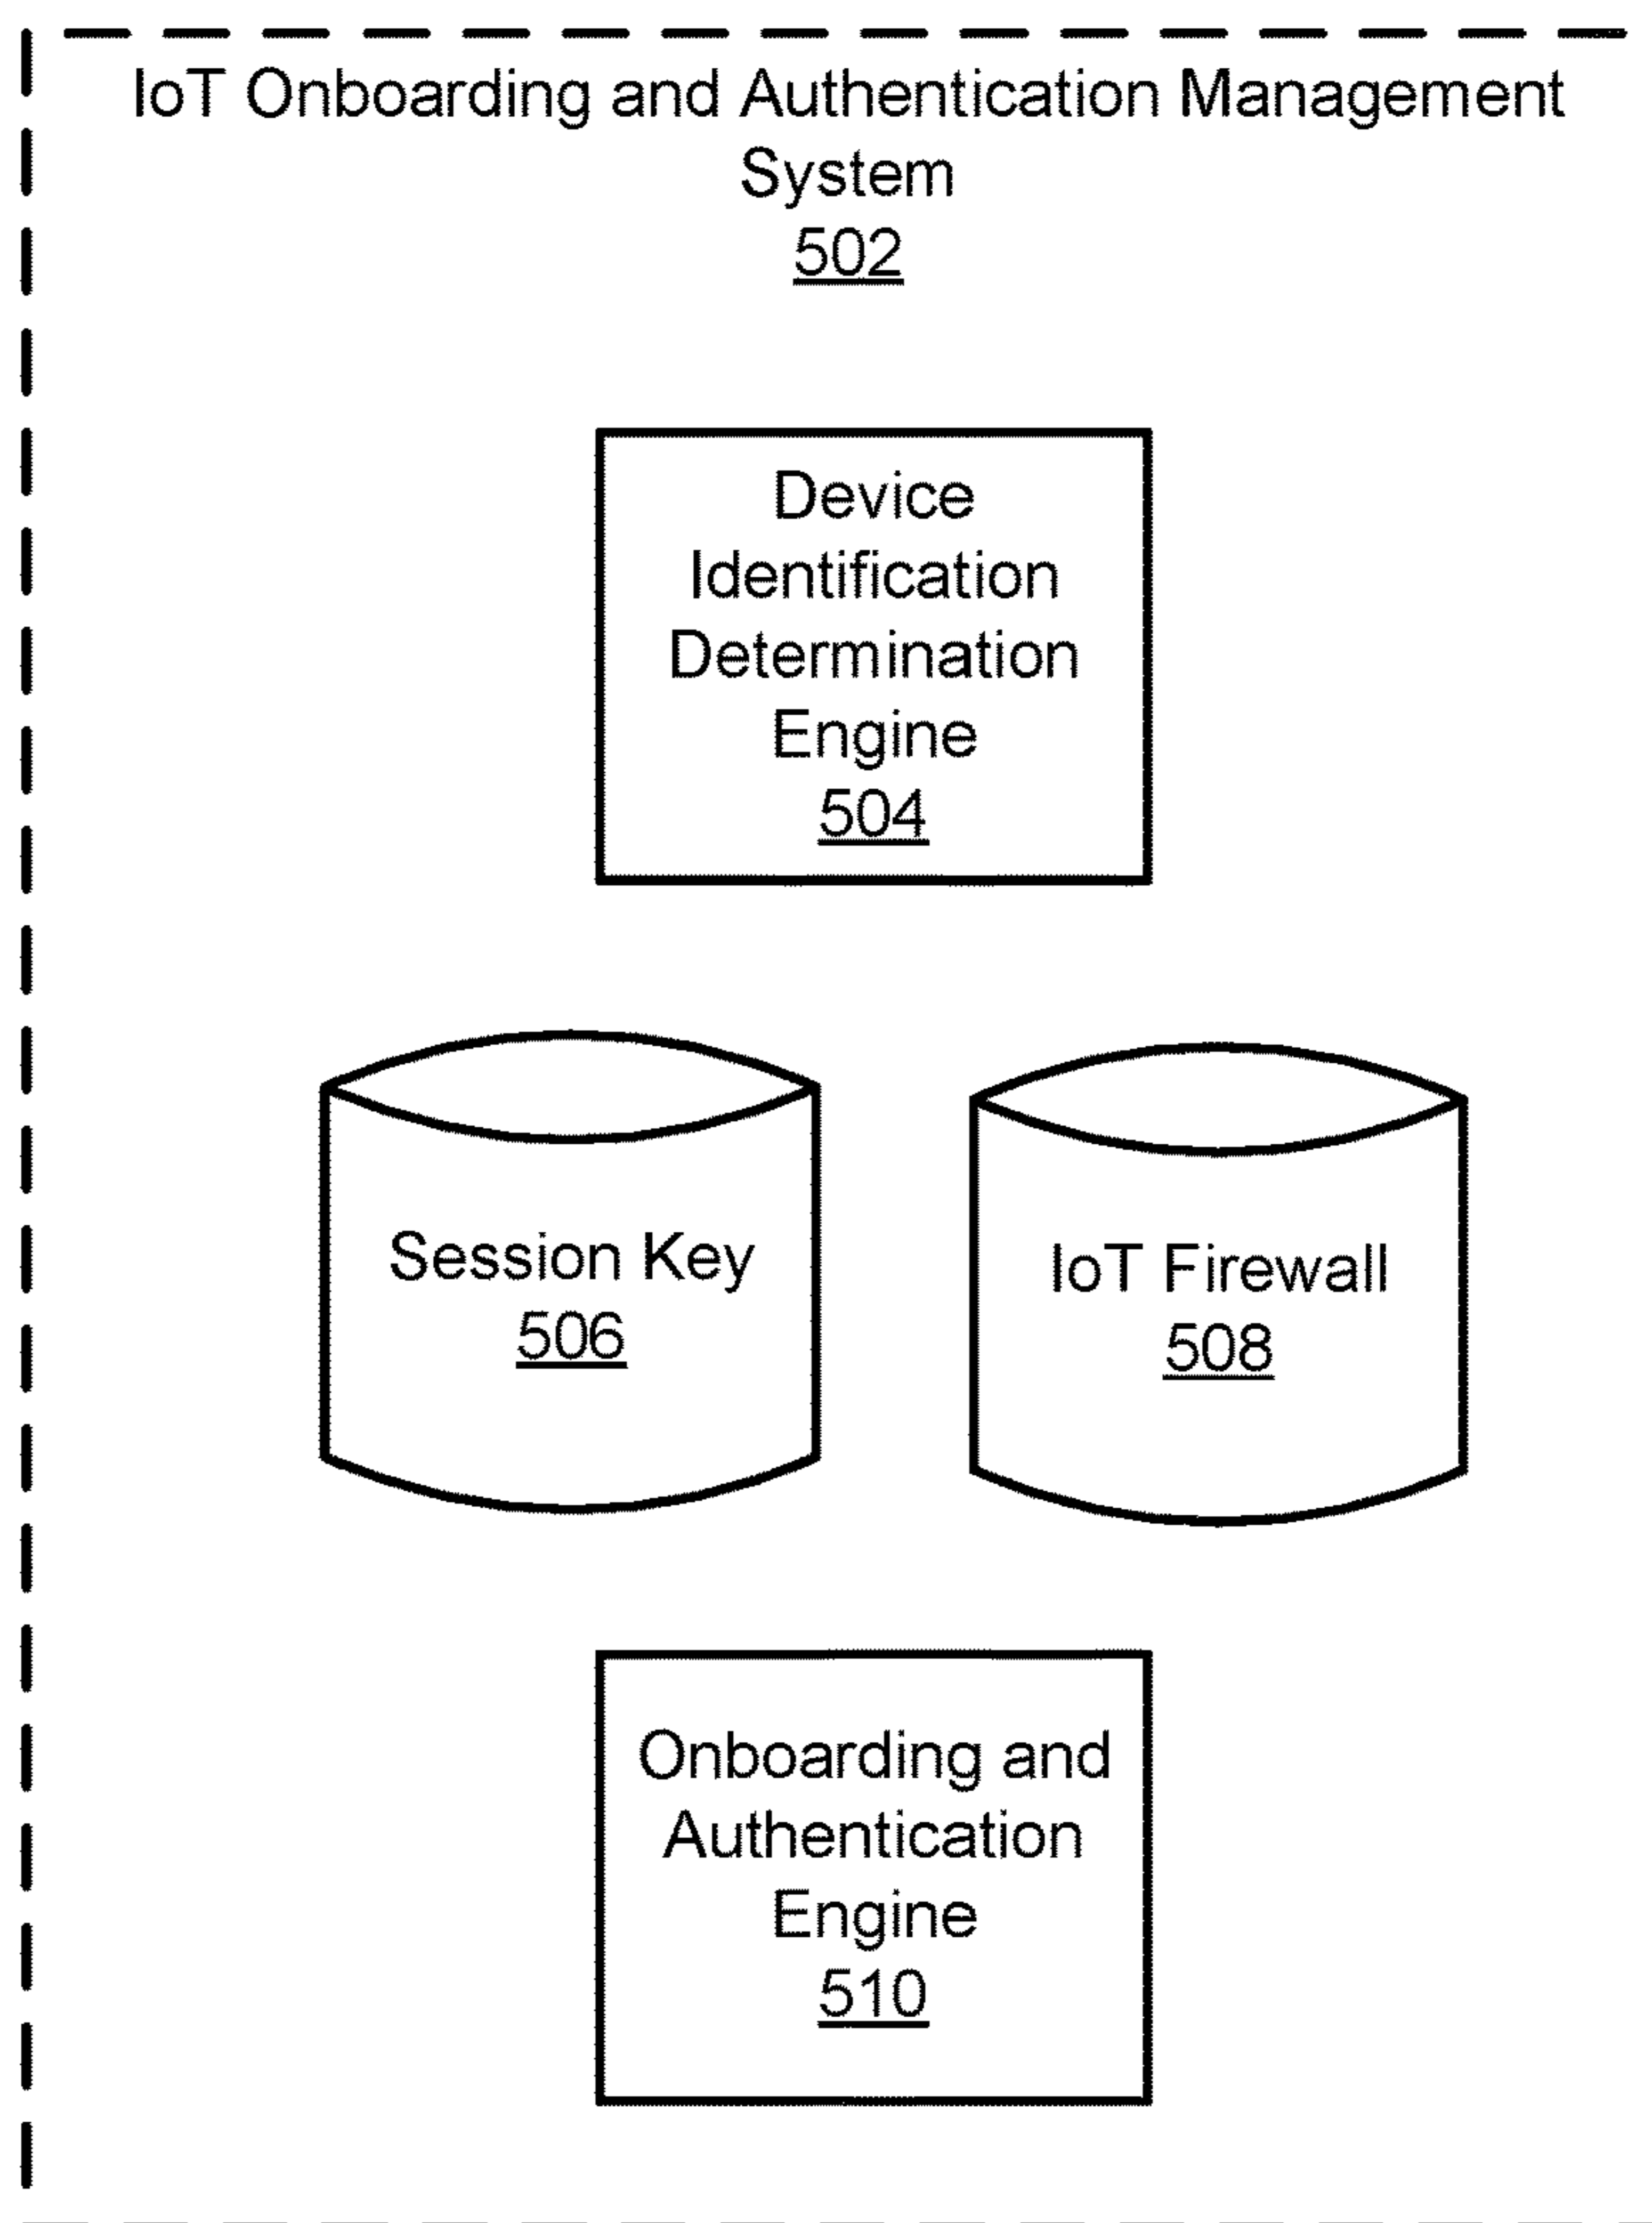 IoT Onboarding and Authentication Management
System
502
Device
Identification
Determination
Engine
504
Session Key
506
IoT Firewall
508
Onboarding and
Authentication
Engine
510